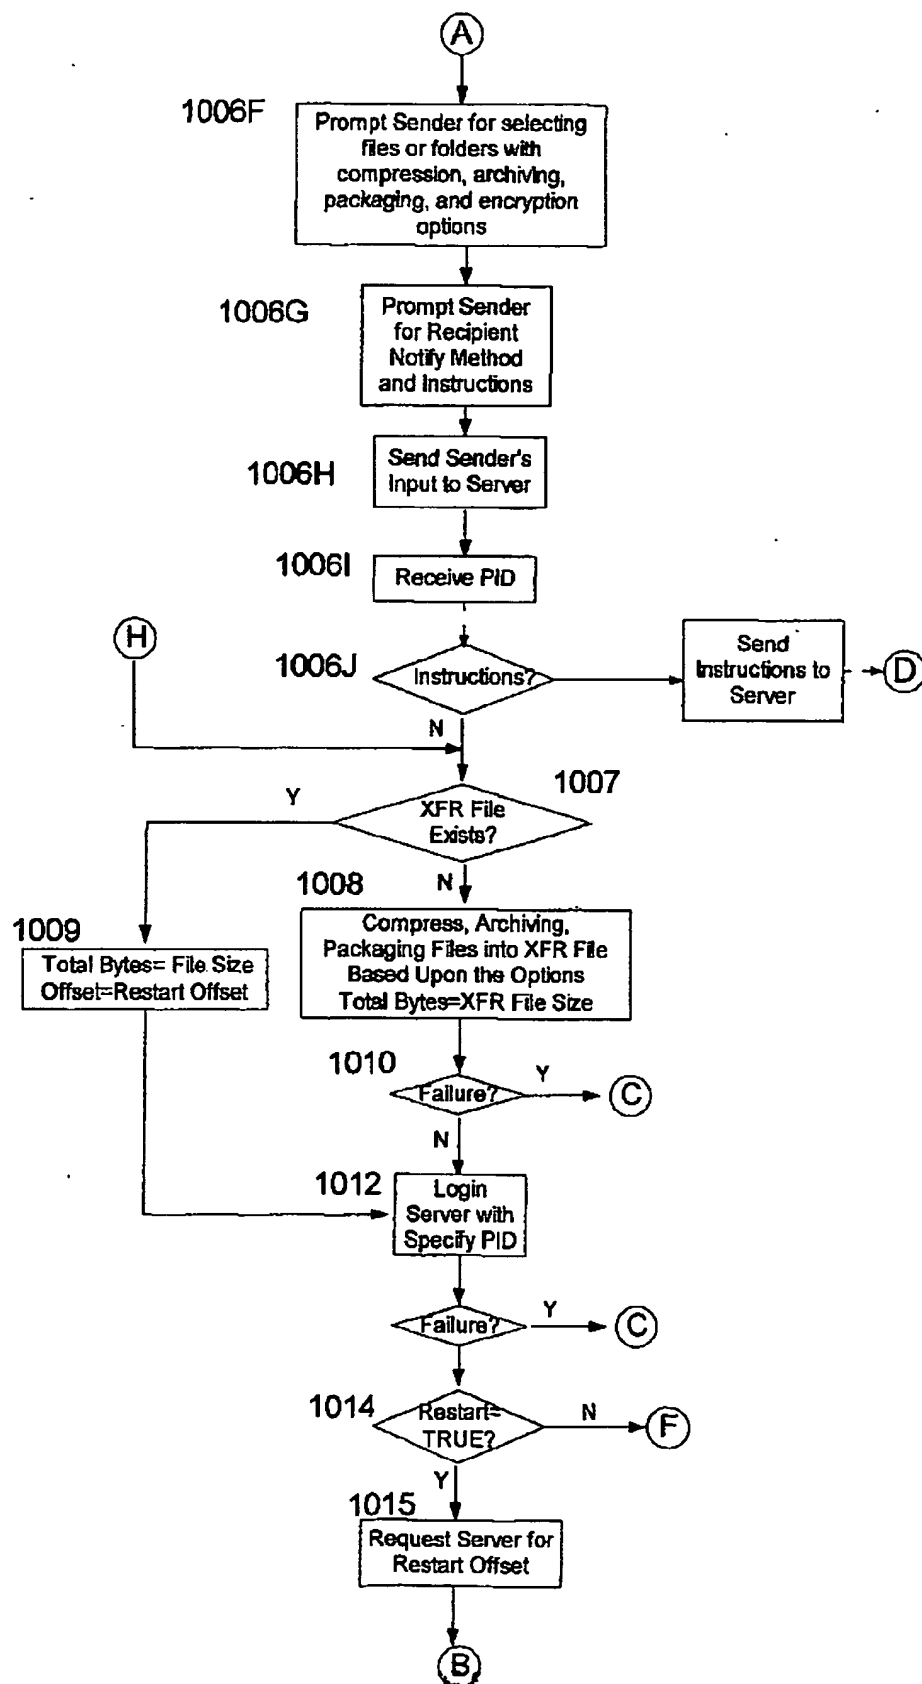 A
1006F
Prompt Sender for selecting
files or folders with
compression, archiving,
packaging, and encryption
options
1006G
Prompt Sender
for Recipient
Notify Method
and Instructions
1006H
Send Sender's
Input to Server
1006I
Receive PID
H
1006J
Instructions?
Send
Instructions to
Server
D
N
1007
Y
XFR File
Exists?
N
1008
Compress, Archiving,
Packaging Files into XFR File
Based Upon the Options
Total Bytes=XFR File Size
1009
Total Bytes= File Size
Offset=Restart Offset
1010
Failure?
Y
C
N
1012
Login
Server with
Specify PID
Failure?
Y
C
1014
Restart=
TRUE?
N
F
Y
1015
Request Server for
Restart Offset
B